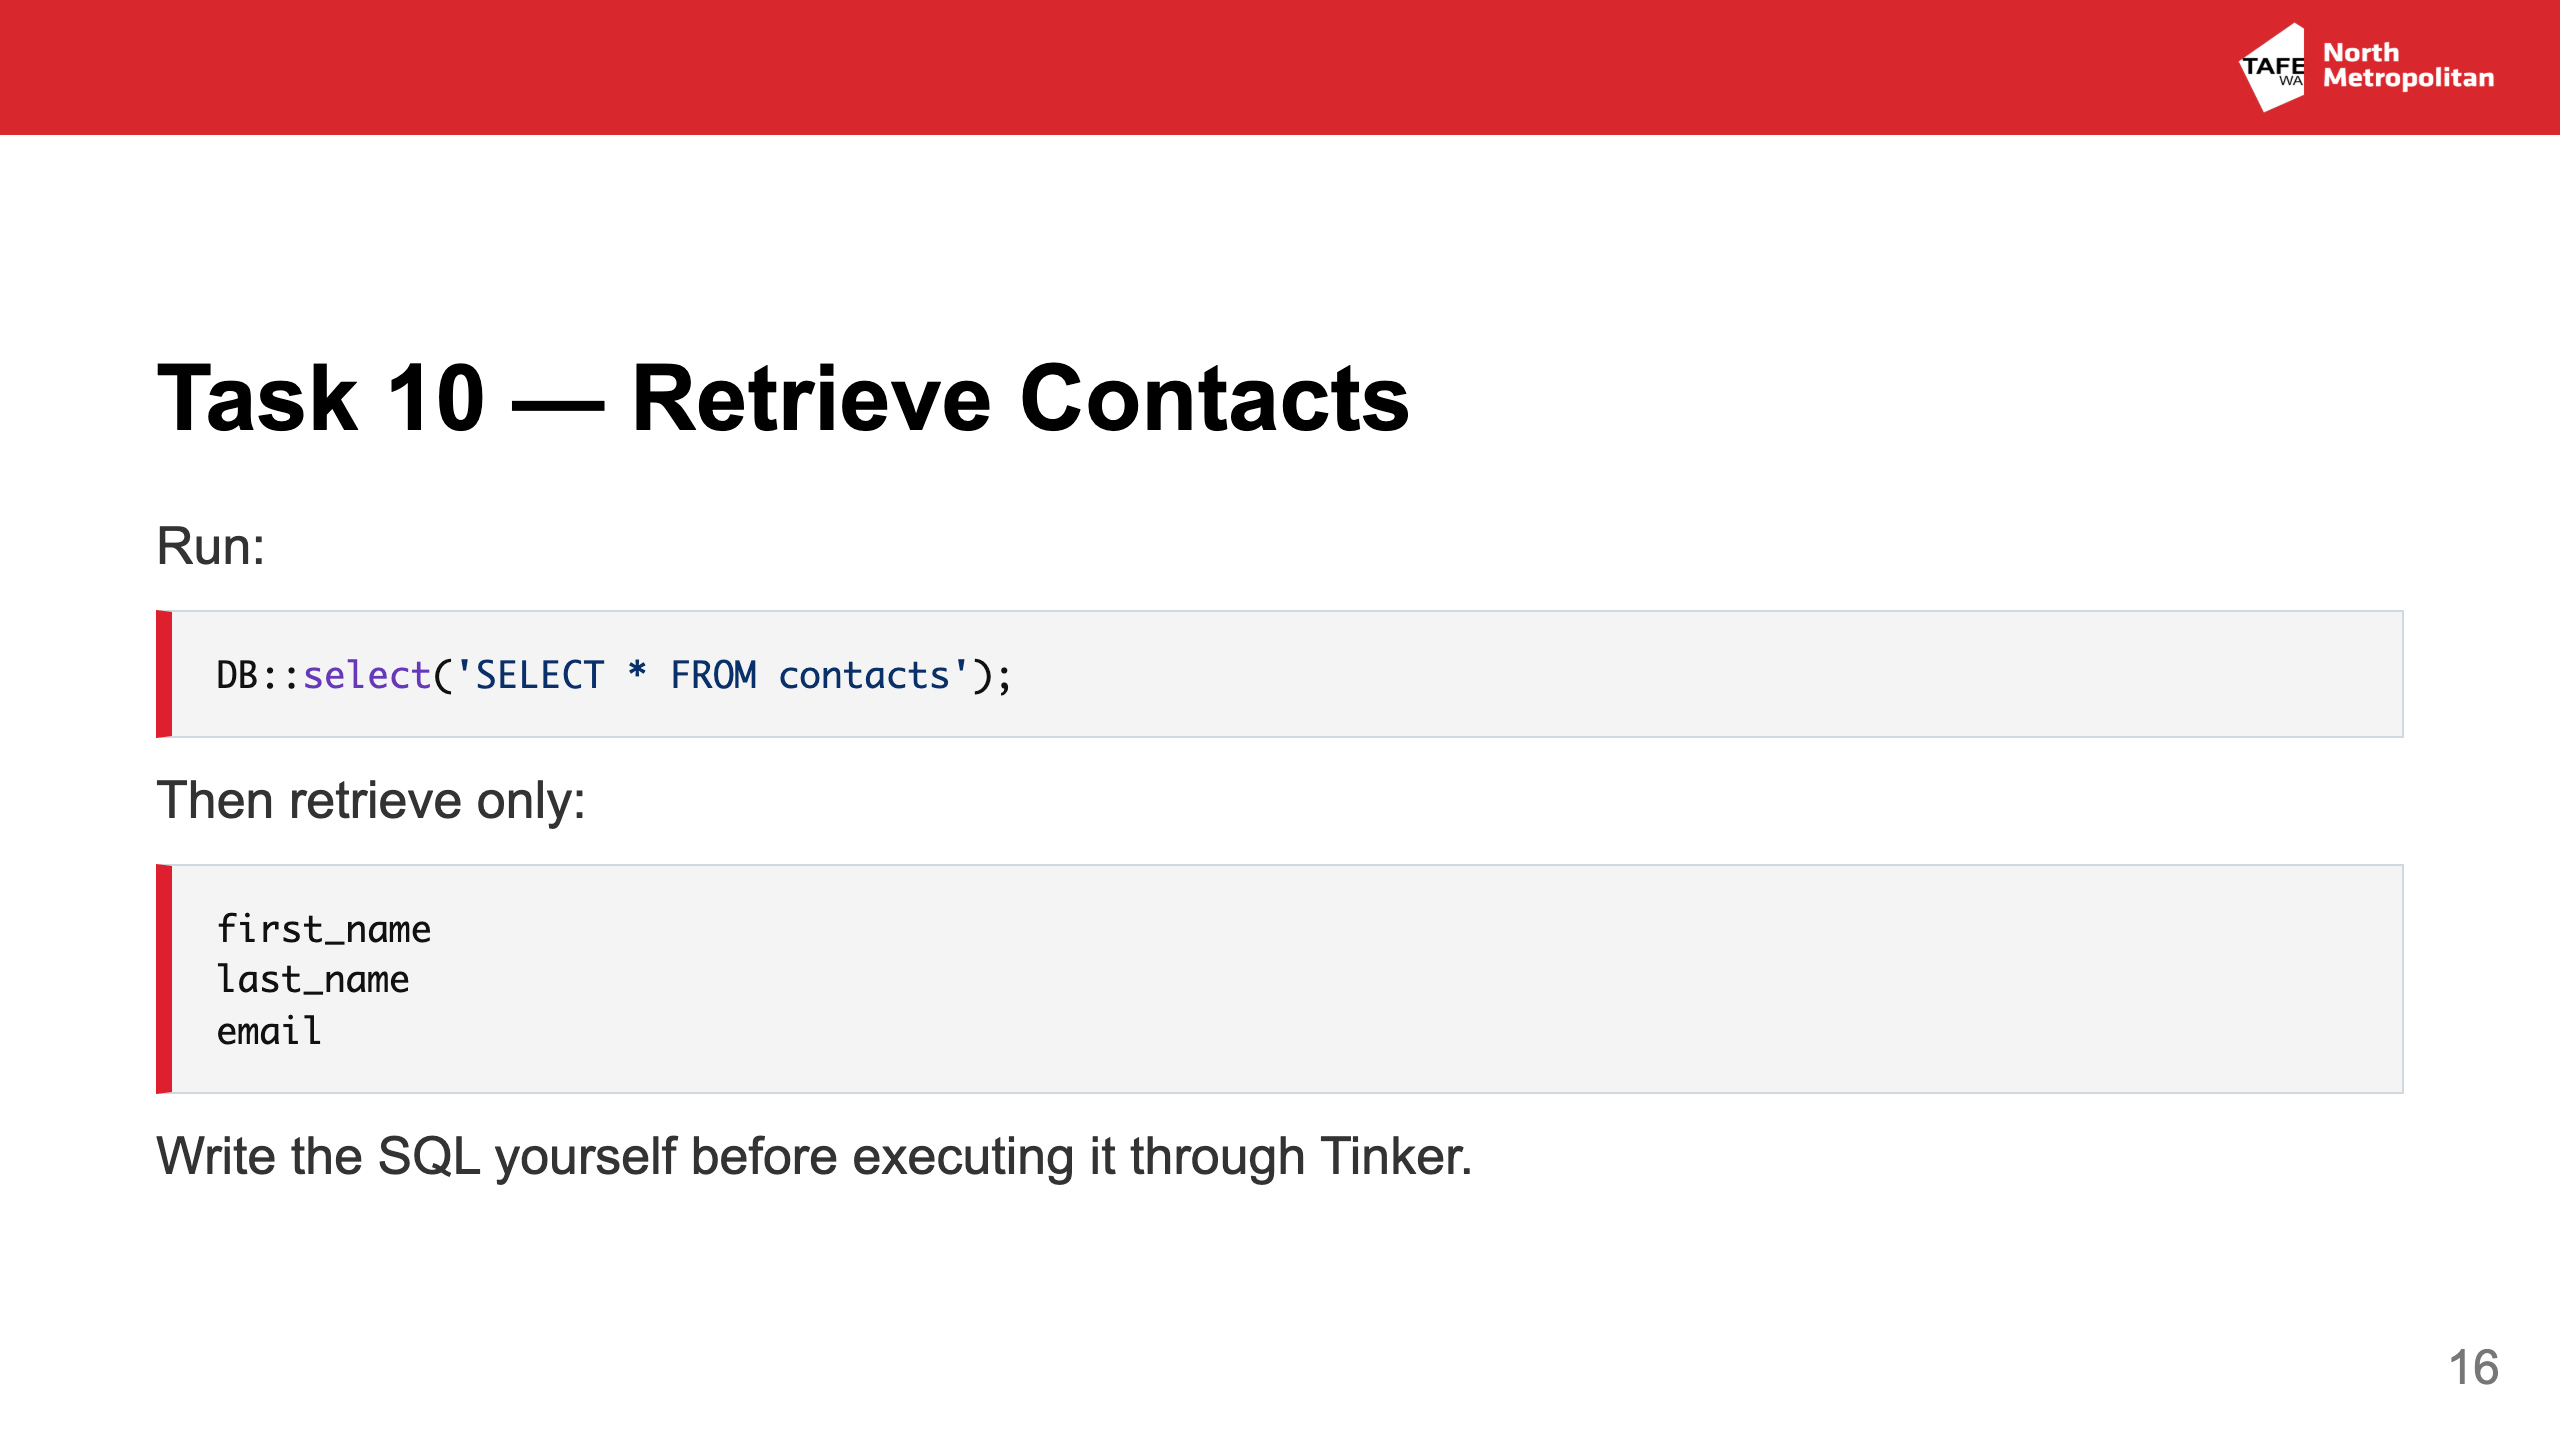 TAFE
WA
North
Metropolitan
Task 10 — Retrieve Contacts
Run:
DB::select('SELECT * FROM contacts');
Then retrieve only:
first_name
last_name
email
Write the SQL yourself before executing it through Tinker.
16